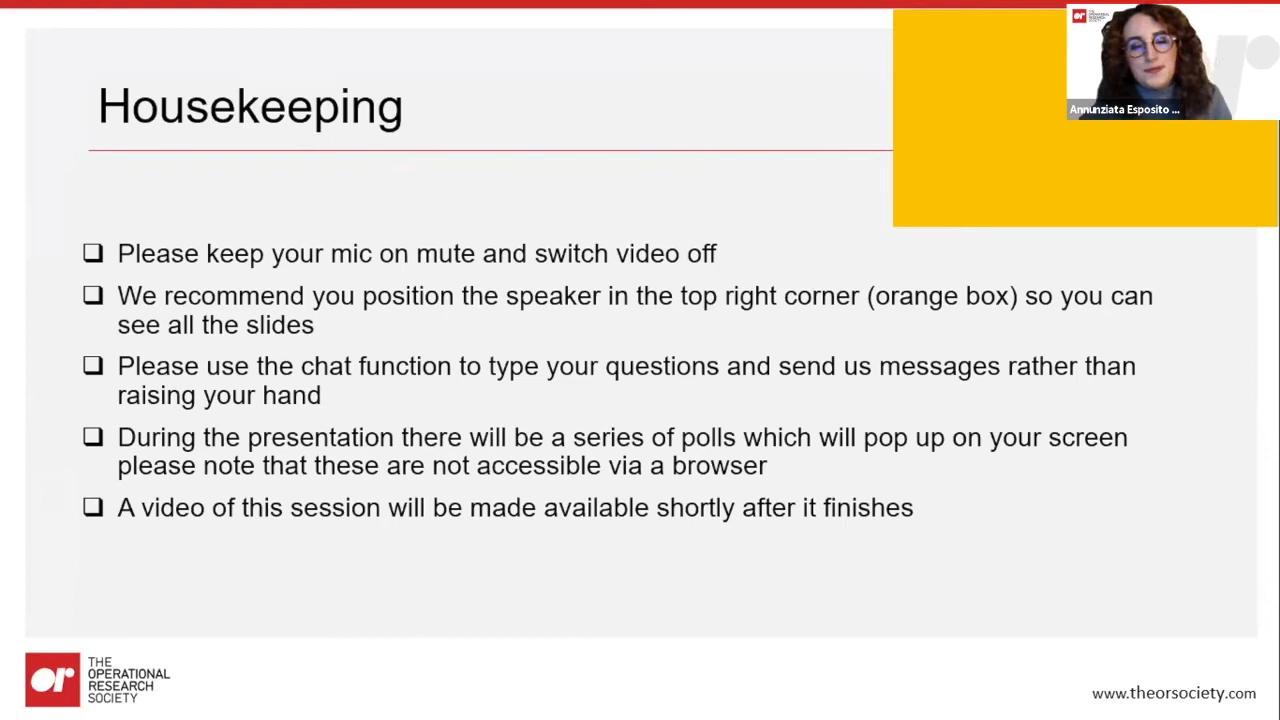 THE
OPERATIONAL
RESEARCH
SOCIETY
Annunziata Esposito ...
Housekeeping
❑ Please keep your mic on mute and switch video off
❑ We recommend you position the speaker in the top right corner (orange box) so you can
see all the slides
❑ Please use the chat function to type your questions and send us messages rather than
raising your hand
❑ During the presentation there will be a series of polls which will pop up on your screen
please note that these are not accessible via a browser
❑ A video of this session will be made available shortly after it finishes
or
THE
OPERATIONAL
RESEARCH
SOCIETY
www.theorsociety.com